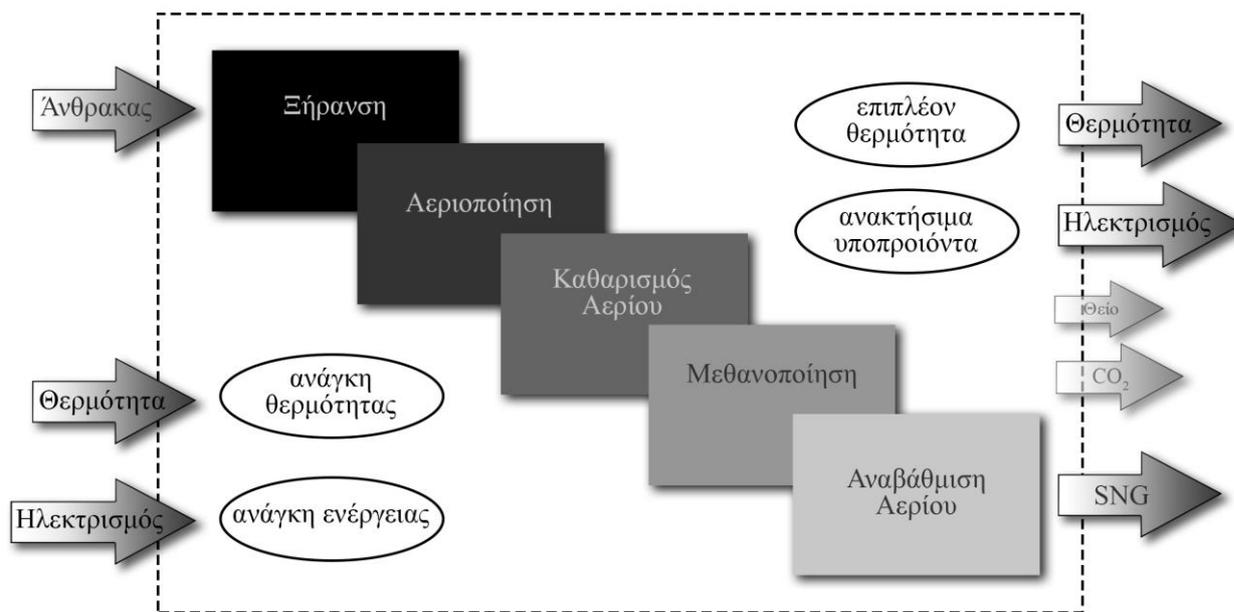 Άνθρακας
Ξήρανση
επιπλέον
θερμότητα
Θερμότητα
Αεριοποίηση
ανακτήσιμα
υποπροιόντα
Ηλεκτρισμός
Καθαρισμός
Αερίου
Θείο
Μεθανοποίηση
CO₂
Θερμότητα
ανάγκη
θερμότητας
Αναβάθμιση
Αερίου
SNG
Ηλεκτρισμός
ανάγκη ενέργειας